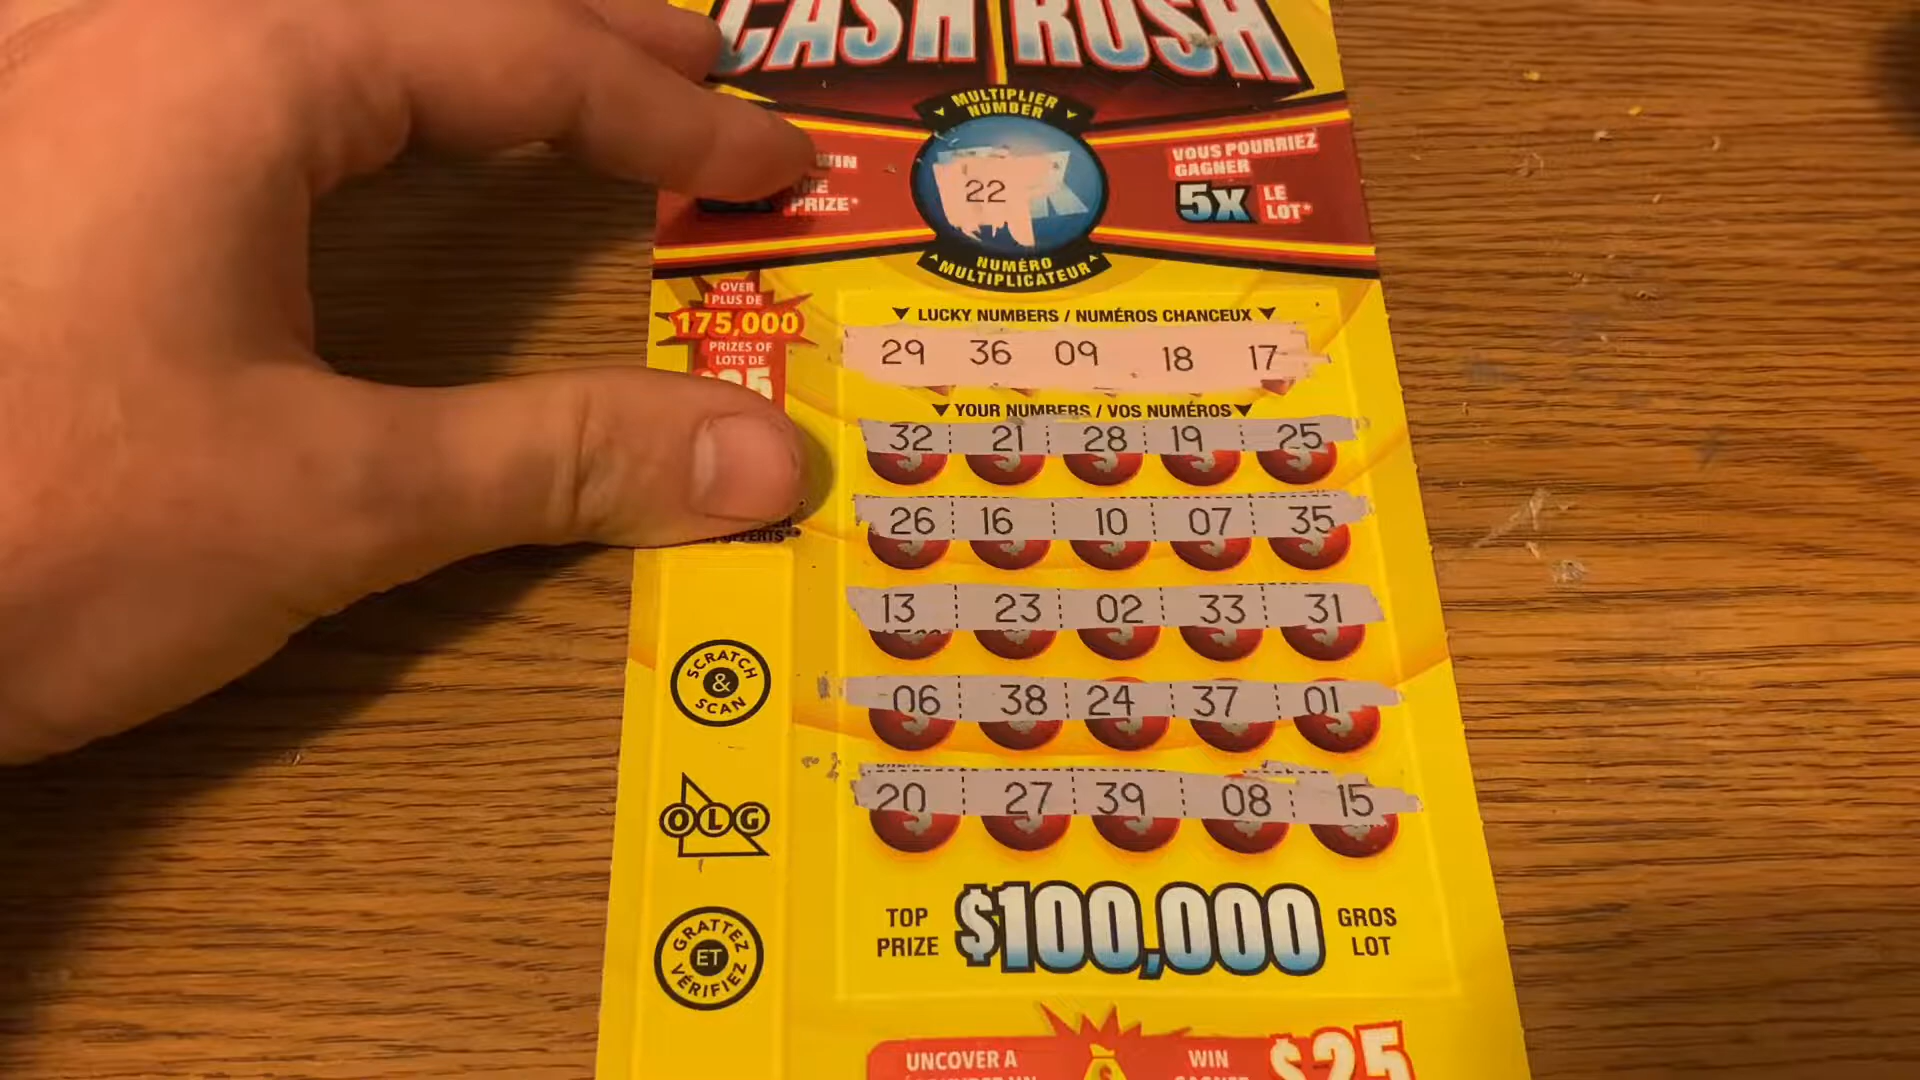 CASH RUSH
MULTIPLIER
NUMBER
22
NUMÉRO
MULTIPLICATEUR
WIN
THE
PRIZE*
VOUS POURRIEZ
GAGNER
5X LE
LOT*
OVER
PLUS DE
175,000
PRIZES OF
LOTS DE
LUCKY NUMBERS / NUMÉROS CHANCEUX
29 36 09 18 17
YOUR NUMBERS / VOS NUMÉROS
32 21 28 19 25
26 16 10 07 35
13 23 02 33 31
06 38 24 37 01
20 27 39 08 15
SCRATCH
&
SCAN
OLG
GRATTEZ
ET
VÉRIFIEZ
TOP
PRIZE
$100,000
GROS
LOT
UNCOVER A
WIN
$25